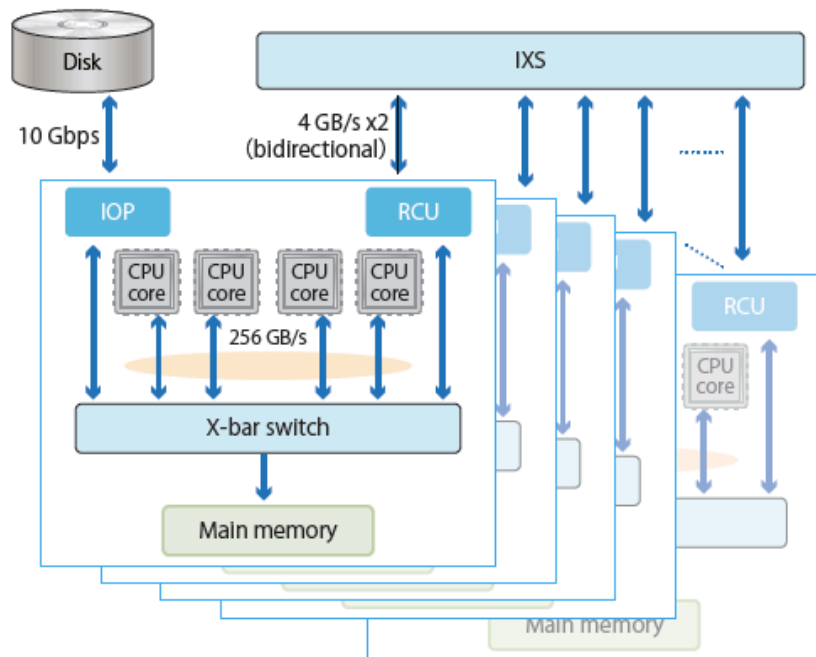 Disk
IXS
10 Gbps
4 GB/s x2
(bidirectional)
IOP
RCU
CPU
core
CPU
core
CPU
core
CPU
core
256 GB/s
X-bar switch
Main memory
RCU
CPU
core
Main memory